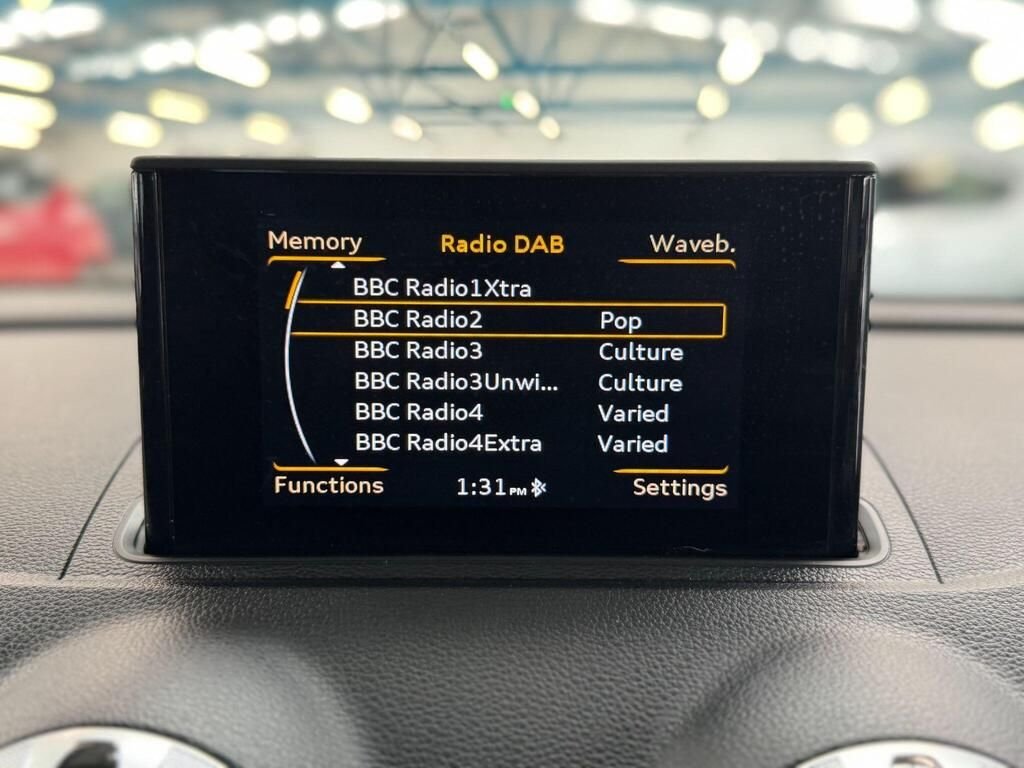 Memory Radio DAB Waveb.
BBC Radio1Xtra
BBC Radio2 Pop
BBC Radio3 Culture
BBC Radio3Unwi... Culture
BBC Radio4 Varied
BBC Radio4Extra Varied
Functions 1:31 PM Settings